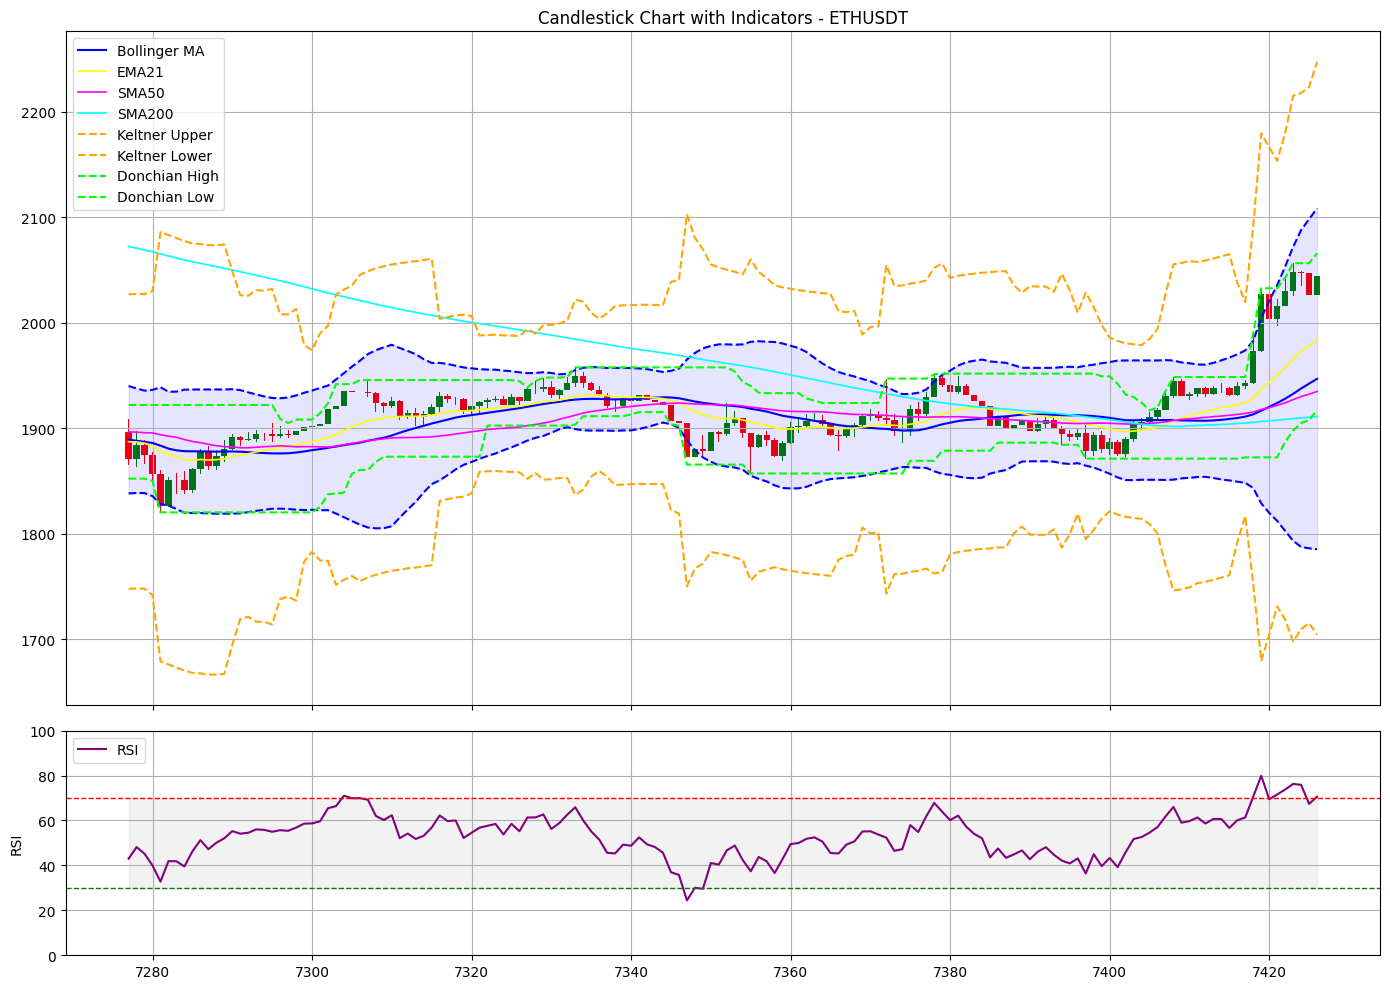 Candlestick Chart with Indicators - ETHUSDT
Bollinger MA
EMA21
SMA50
SMA200
Keltner Upper
Keltner Lower
Donchian High
Donchian Low
2200
2100
2000
1900
1800
1700
RSI
100
80
60
40
20
0
RSI
7280 7300 7320 7340 7360 7380 7400 7420